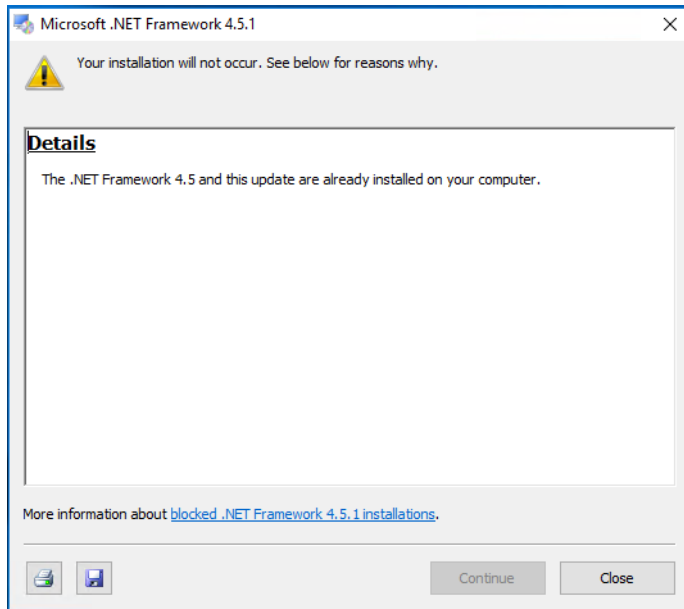 Microsoft .NET Framework 4.5.1
Your installation will not occur. See below for reasons why.
Details
The .NET Framework 4.5 and this update are already installed on your computer.
More information about blocked .NET Framework 4.5.1 installations.
Continue
Close